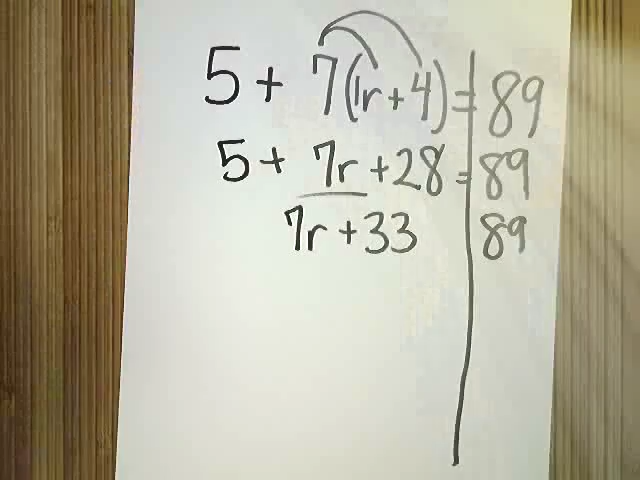 5 + 7(1r + 4) = 89
5 + 7r + 28 = 89
7r + 33 89